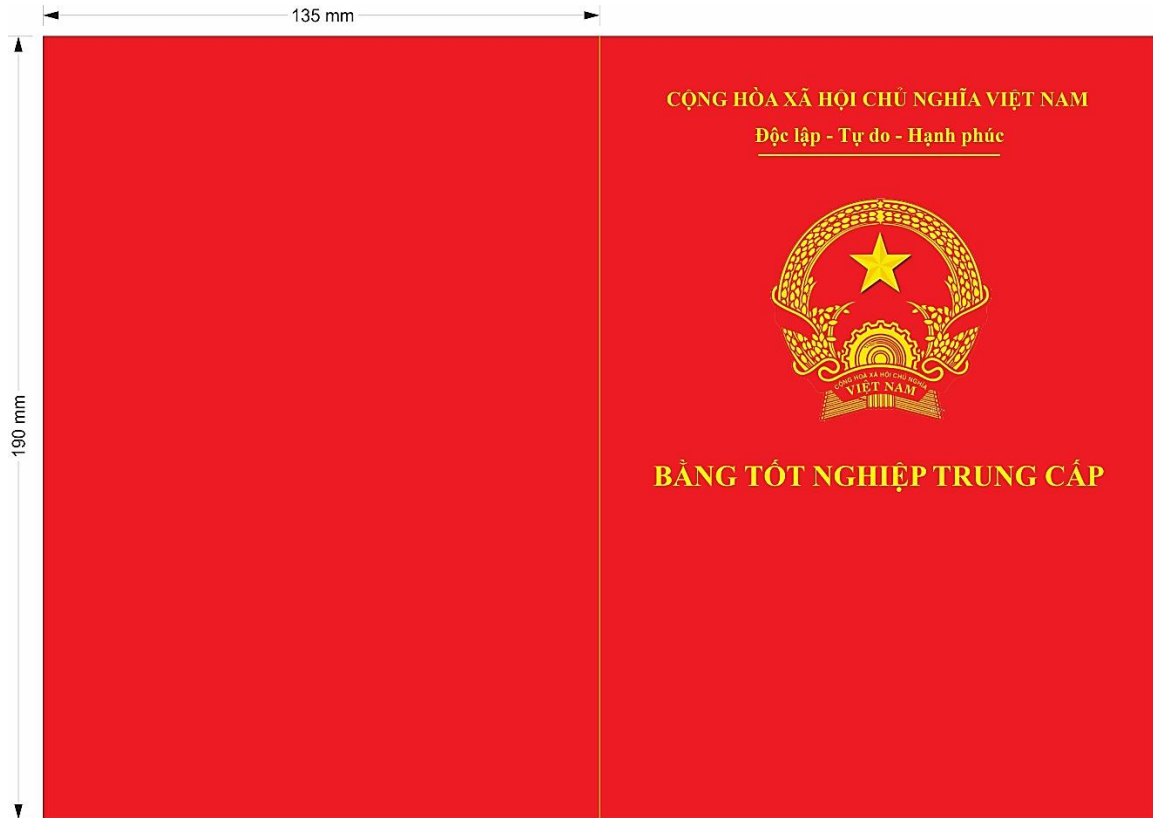 135 mm
190 mm
CỘNG HÒA XÃ HỘI CHỦ NGHĨA VIỆT NAM
Độc lập - Tự do - Hạnh phúc
CỘNG HOÀ XÃ HỘI CHỦ NGHĨA
VIỆT NAM
BẰNG TỐT NGHIỆP TRUNG CẤP